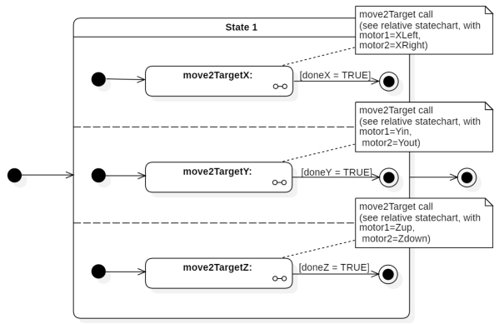 State 1
move2Target call
(see relative statechart, with
motor1=XLeft,
motor2=XRight)
move2TargetX:
[doneX = TRUE]
move2Target call
(see relative statechart, with
motor1=Yin,
motor2=Yout)
move2TargetY:
[doneY = TRUE]
move2Target call
(see relative statechart, with
motor1=Zup,
motor2=Zdown)
move2TargetZ:
[doneZ = TRUE]